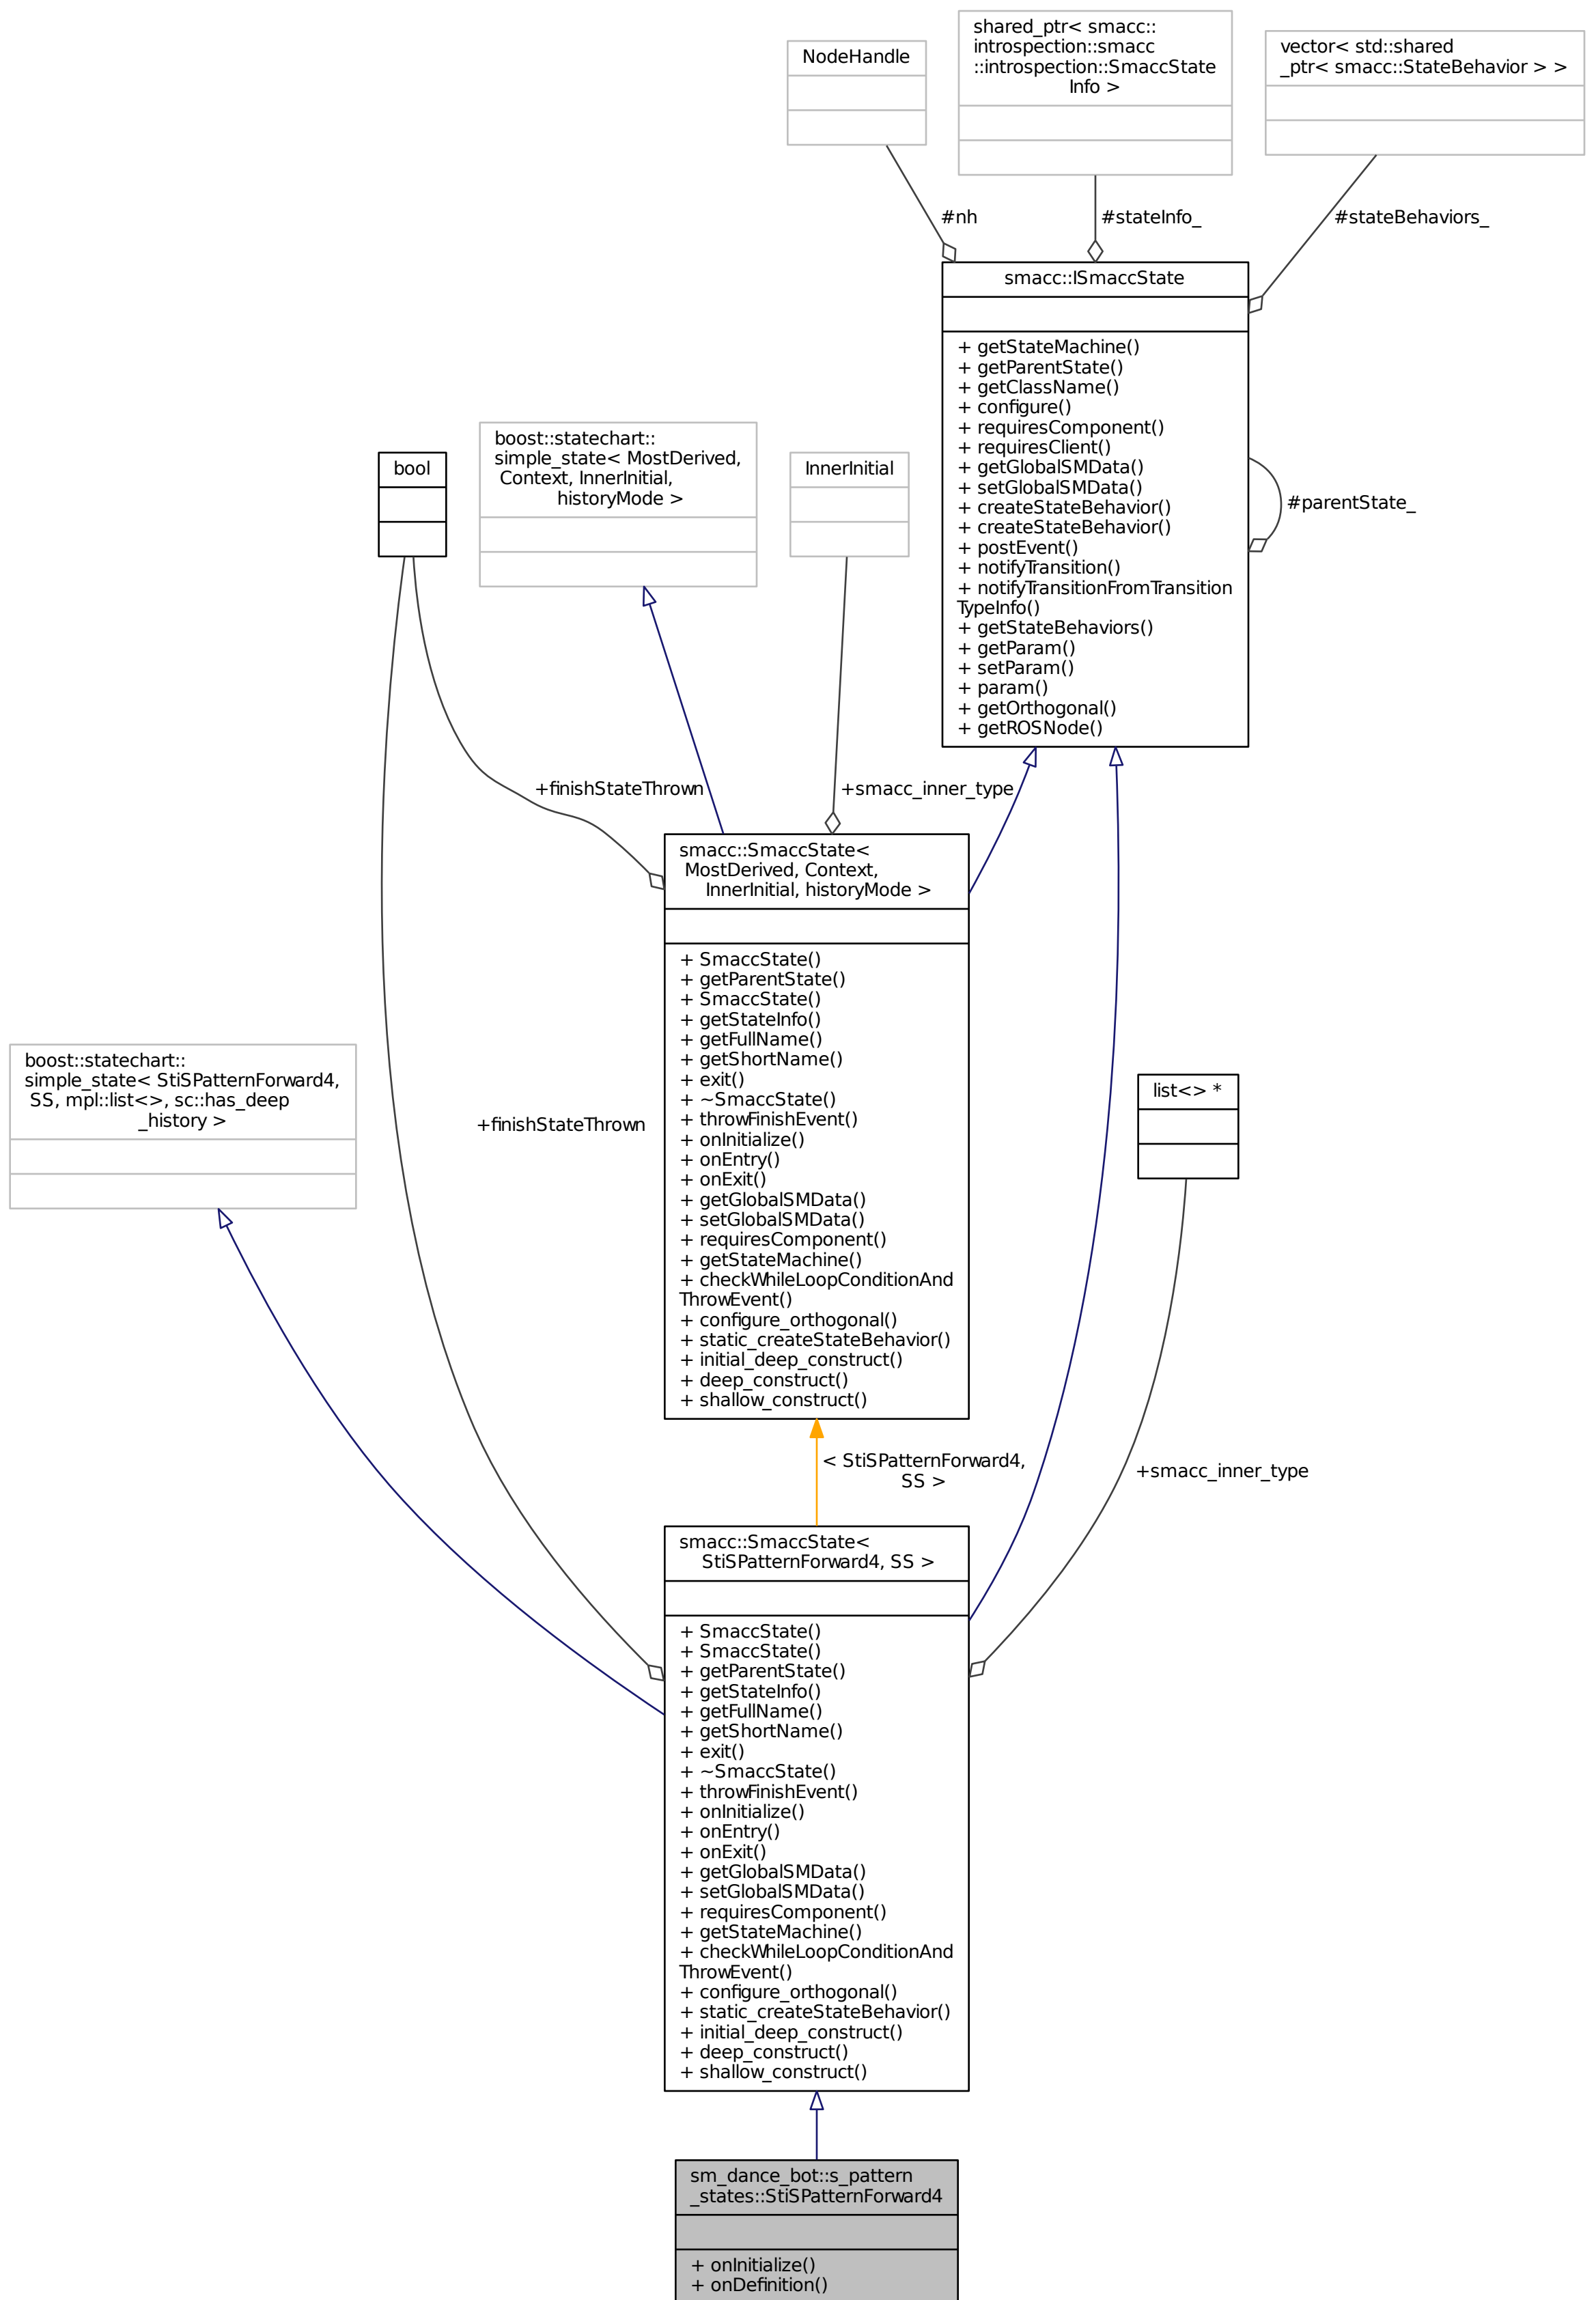 NodeHandle
shared_ptr< smacc::
introspection::smacc
::introspection::SmaccState
Info >
vector< std::shared
_ptr< smacc::StateBehavior > >
#nh
#stateInfo_
#stateBehaviors_
smacc::ISmaccState
+ getStateMachine()
+ getParentState()
+ getClassName()
+ configure()
+ requiresComponent()
+ requiresClient()
+ getGlobalSMData()
+ setGlobalSMData()
+ createStateBehavior()
+ createStateBehavior()
+ postEvent()
+ notifyTransition()
+ notifyTransitionFromTransition
TypeInfo()
+ getStateBehaviors()
+ getParam()
+ setParam()
+ param()
+ getOrthogonal()
+ getROSNode()
#parentState_
bool
boost::statechart::
simple_state< MostDerived,
Context, InnerInitial,
historyMode >
InnerInitial
+finishStateThrown
+smacc_inner_type
smacc::SmaccState<
MostDerived, Context,
InnerInitial, historyMode >
+ SmaccState()
+ getParentState()
+ SmaccState()
+ getStateInfo()
+ getFullName()
+ getShortName()
+ exit()
+ ~SmaccState()
+ throwFinishEvent()
+ onInitialize()
+ onEntry()
+ onExit()
+ getGlobalSMData()
+ setGlobalSMData()
+ requiresComponent()
+ getStateMachine()
+ checkWhileLoopConditionAnd
ThrowEvent()
+ configure_orthogonal()
+ static_createStateBehavior()
+ initial_deep_construct()
+ deep_construct()
+ shallow_construct()
boost::statechart::
simple_state< StiSPatternForward4,
SS, mpl::list<>, sc::has_deep
_history >
+finishStateThrown
list<> *
< StiSPatternForward4,
SS >
+smacc_inner_type
smacc::SmaccState<
StiSPatternForward4, SS >
+ SmaccState()
+ SmaccState()
+ getParentState()
+ getStateInfo()
+ getFullName()
+ getShortName()
+ exit()
+ ~SmaccState()
+ throwFinishEvent()
+ onInitialize()
+ onEntry()
+ onExit()
+ getGlobalSMData()
+ setGlobalSMData()
+ requiresComponent()
+ getStateMachine()
+ checkWhileLoopConditionAnd
ThrowEvent()
+ configure_orthogonal()
+ static_createStateBehavior()
+ initial_deep_construct()
+ deep_construct()
+ shallow_construct()
sm_dance_bot::s_pattern
_states::StiSPatternForward4
+ onInitialize()
+ onDefinition()